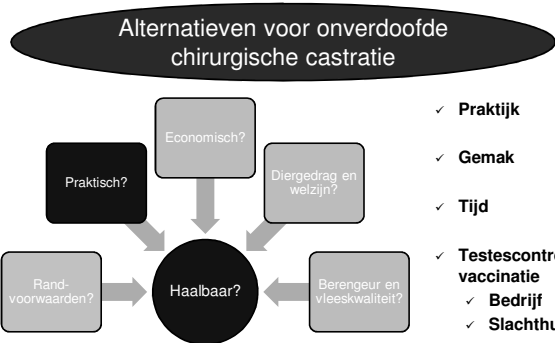 Alternatieven voor onverdoofde
chirurgische castratie
Economisch?
Praktisch?
Diergedrag en
welzijn?
Rand-
voorwaarden?
Haalbaar?
Berengeur en
vleeskwaliteit?
✓ Praktijk
✓ Gemak
✓ Tijd
✓ Testescontro
vaccinatie
✓ Bedrijf
✓ Slachthu